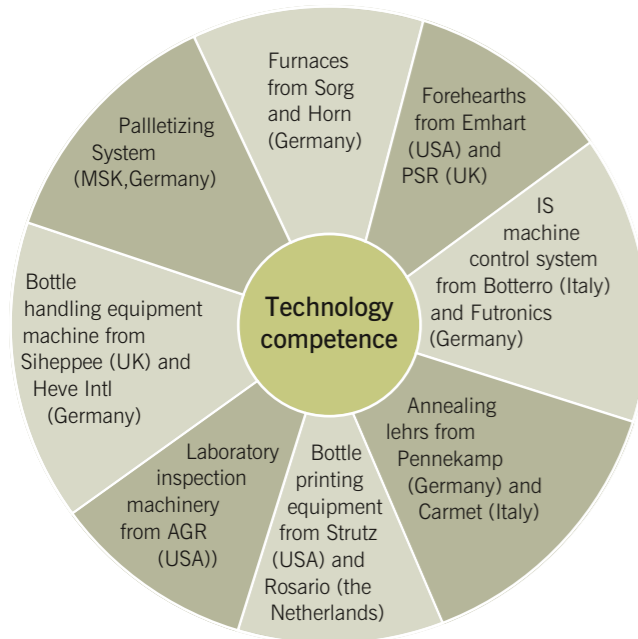 Furnaces
from Sorg
and Horn
(Germany)
Forehearths
from Emhart
(USA) and
PSR (UK)
IS
machine
control system
from Botterro (Italy)
and Futronics
(Germany)
Annealing
lehrs from
Pennekamp
(Germany) and
Carmet (Italy)
Bottle
printing
equipment
from Strutz
(USA) and
Rosario (the
Netherlands)
Laboratory
inspection
machinery
from AGR
(USA))
Bottle
handling equipment
machine from
Siheppee (UK) and
Heve Intl
(Germany)
Pallletizing
System
(MSK,Germany)
Technology
competence